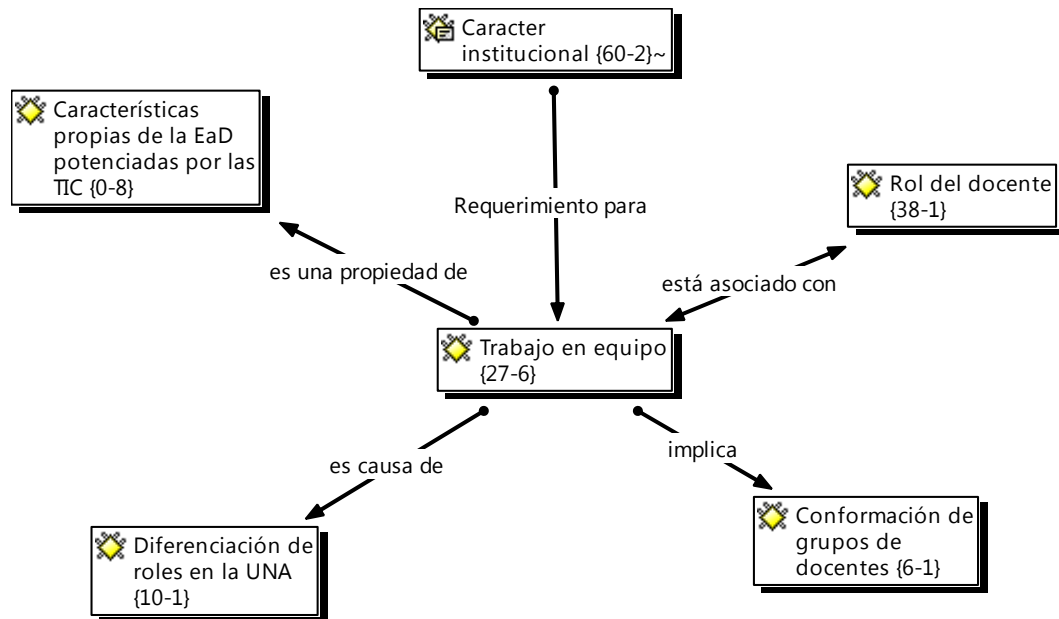 Caracter
institucional {60-2}~
Características
propias de la EaD
potenciadas por las
TIC {0-8}
Requerimiento para
Rol del docente
{38-1}
es una propiedad de
está asociado con
Trabajo en equipo
{27-6}
es causa de
implica
Diferenciación de
roles en la UNA
{10-1}
Conformación de
grupos de
docentes {6-1}